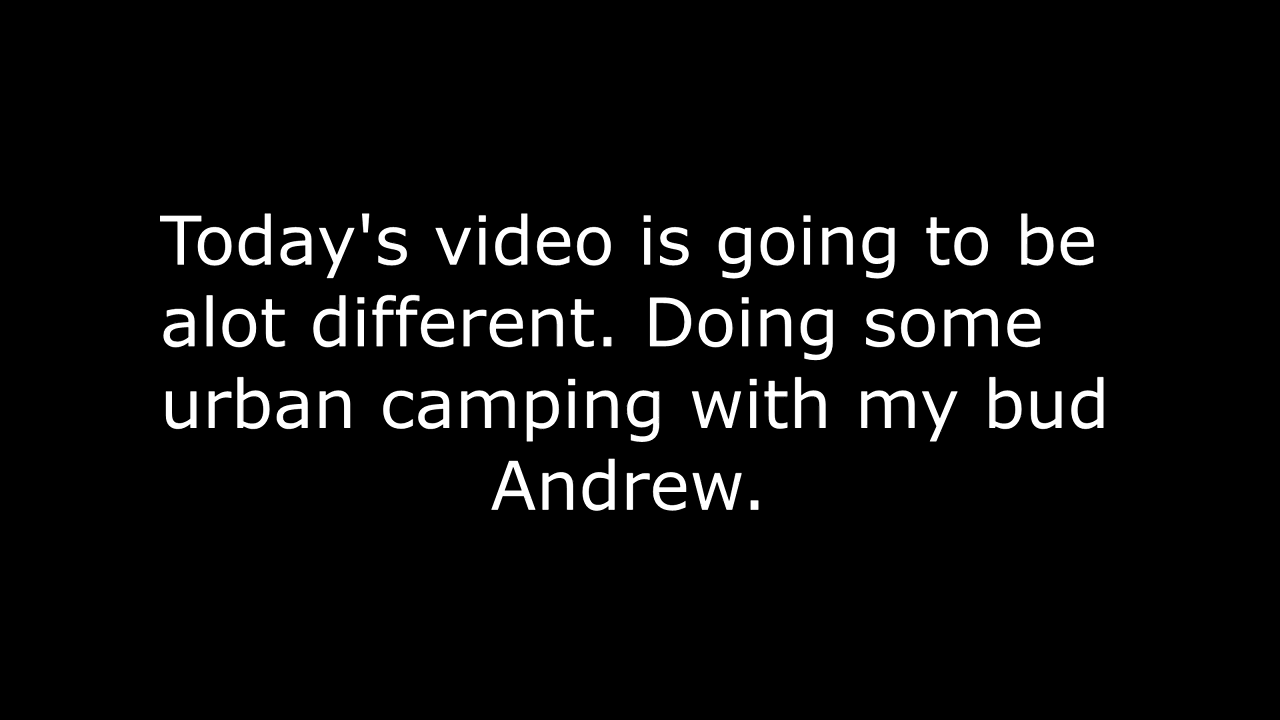 Today's video is going to be
alot different. Doing some
urban camping with my bud
Andrew.